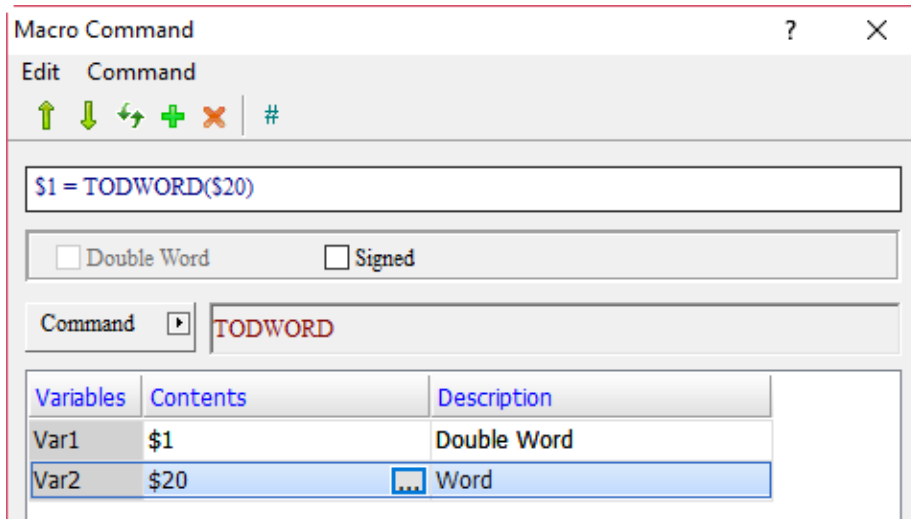 Macro Command ?
Edit Command
#
$1 = TODWORD($20)
Double Word Signed
Command TODWORD
Variables Contents Description
Var1 $1 Double Word
Var2 $20 ... Word